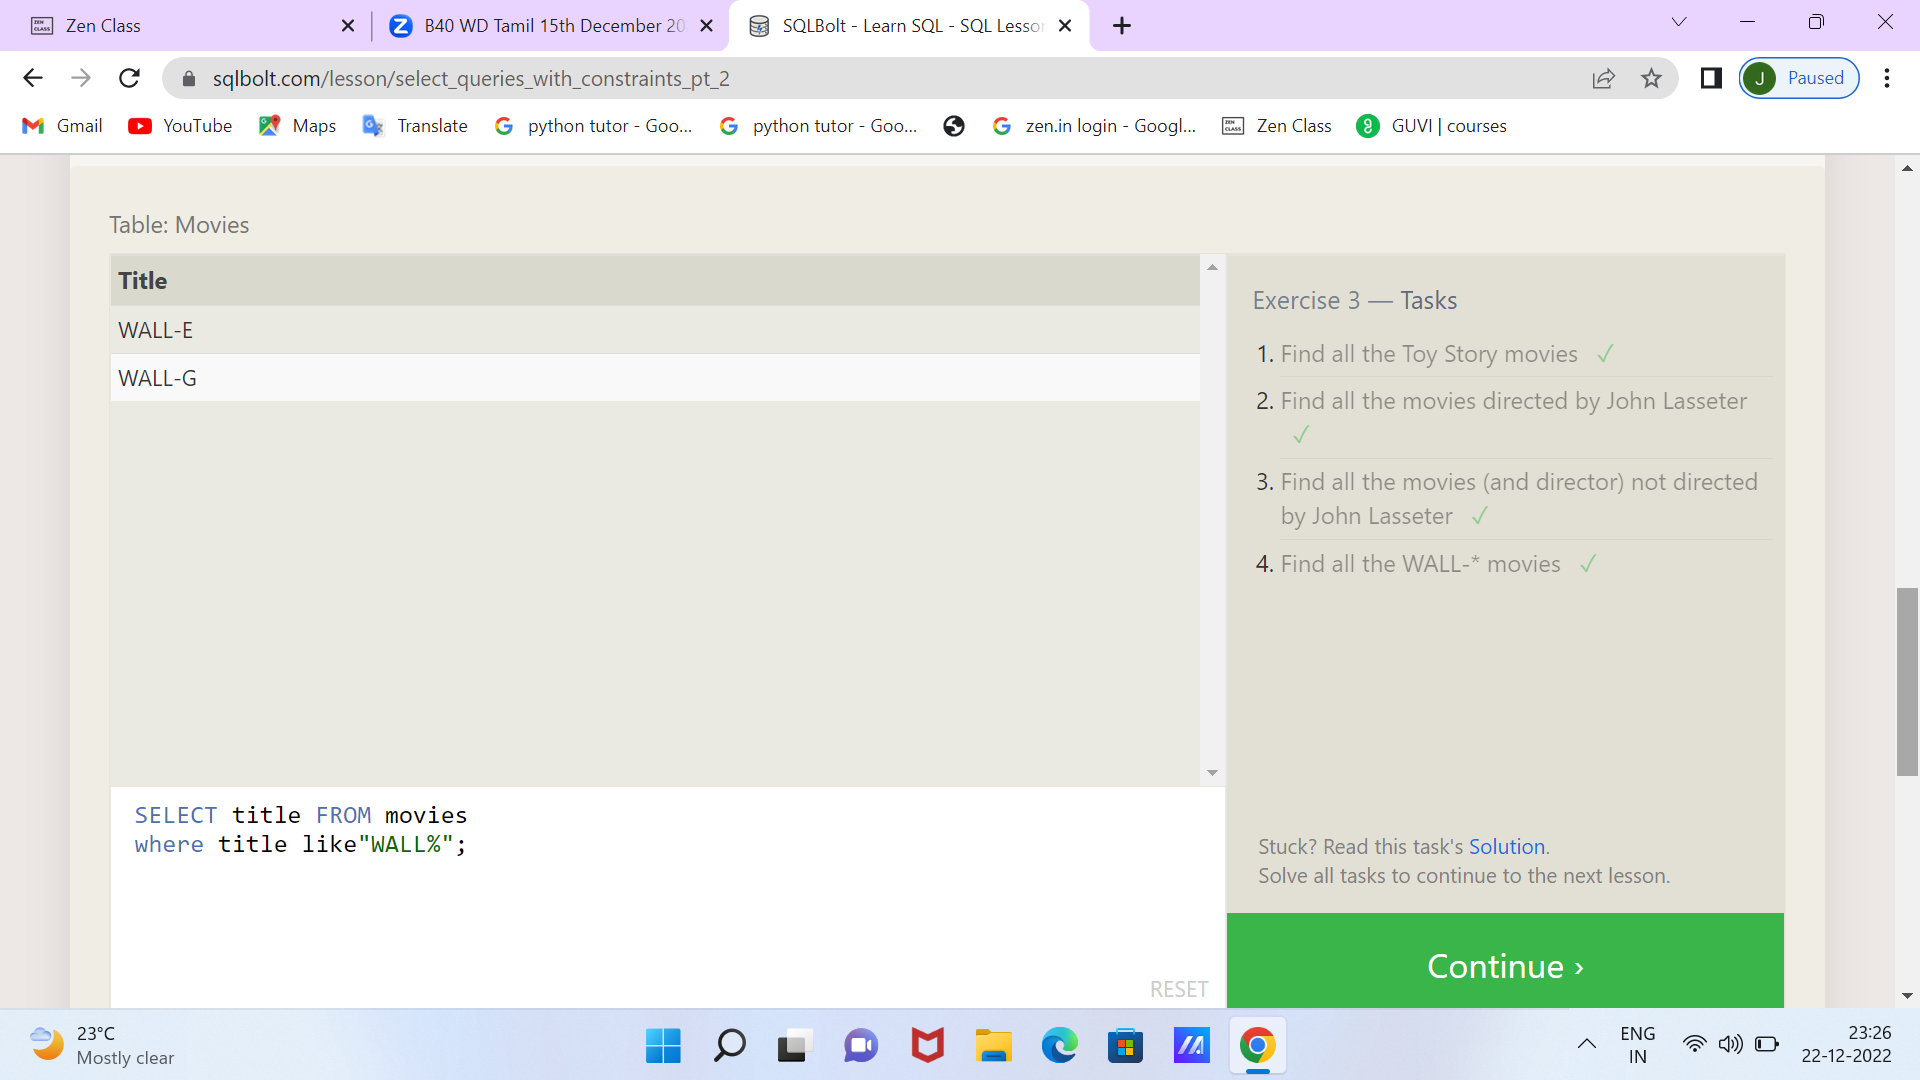 Zen Class
B40 WD Tamil 15th December 20
SQLBolt - Learn SQL - SQL Lessor
sqlbolt.com/lesson/select_queries_with_constraints_pt_2
J
Paused
Gmail
YouTube
Maps
Translate
python tutor - Goo...
python tutor - Goo...
zen.in login - Googl...
Zen Class
GUVI | courses
Table: Movies
Title
WALL-E
WALL-G
Exercise 3 — Tasks
1. Find all the Toy Story movies ✓
2. Find all the movies directed by John Lasseter
✓
3. Find all the movies (and director) not directed
by John Lasseter ✓
4. Find all the WALL-* movies ✓
SELECT title FROM movies
where title like"WALL%";
RESET
Stuck? Read this task's Solution.
Solve all tasks to continue to the next lesson.
Continue ›
23°C
Mostly clear
ENG
IN
23:26
22-12-2022